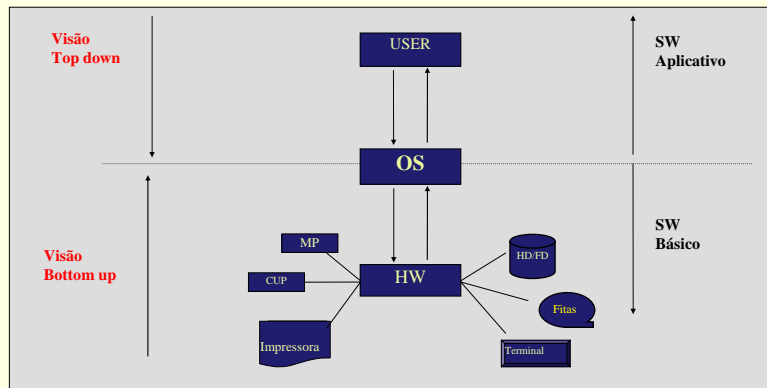 Visão
Top down
USER
SW
Aplicativo
OS
Visão
Bottom up
MP
CUP
Impressora
HW
HD/FD
Fitas
Terminal
SW
Básico